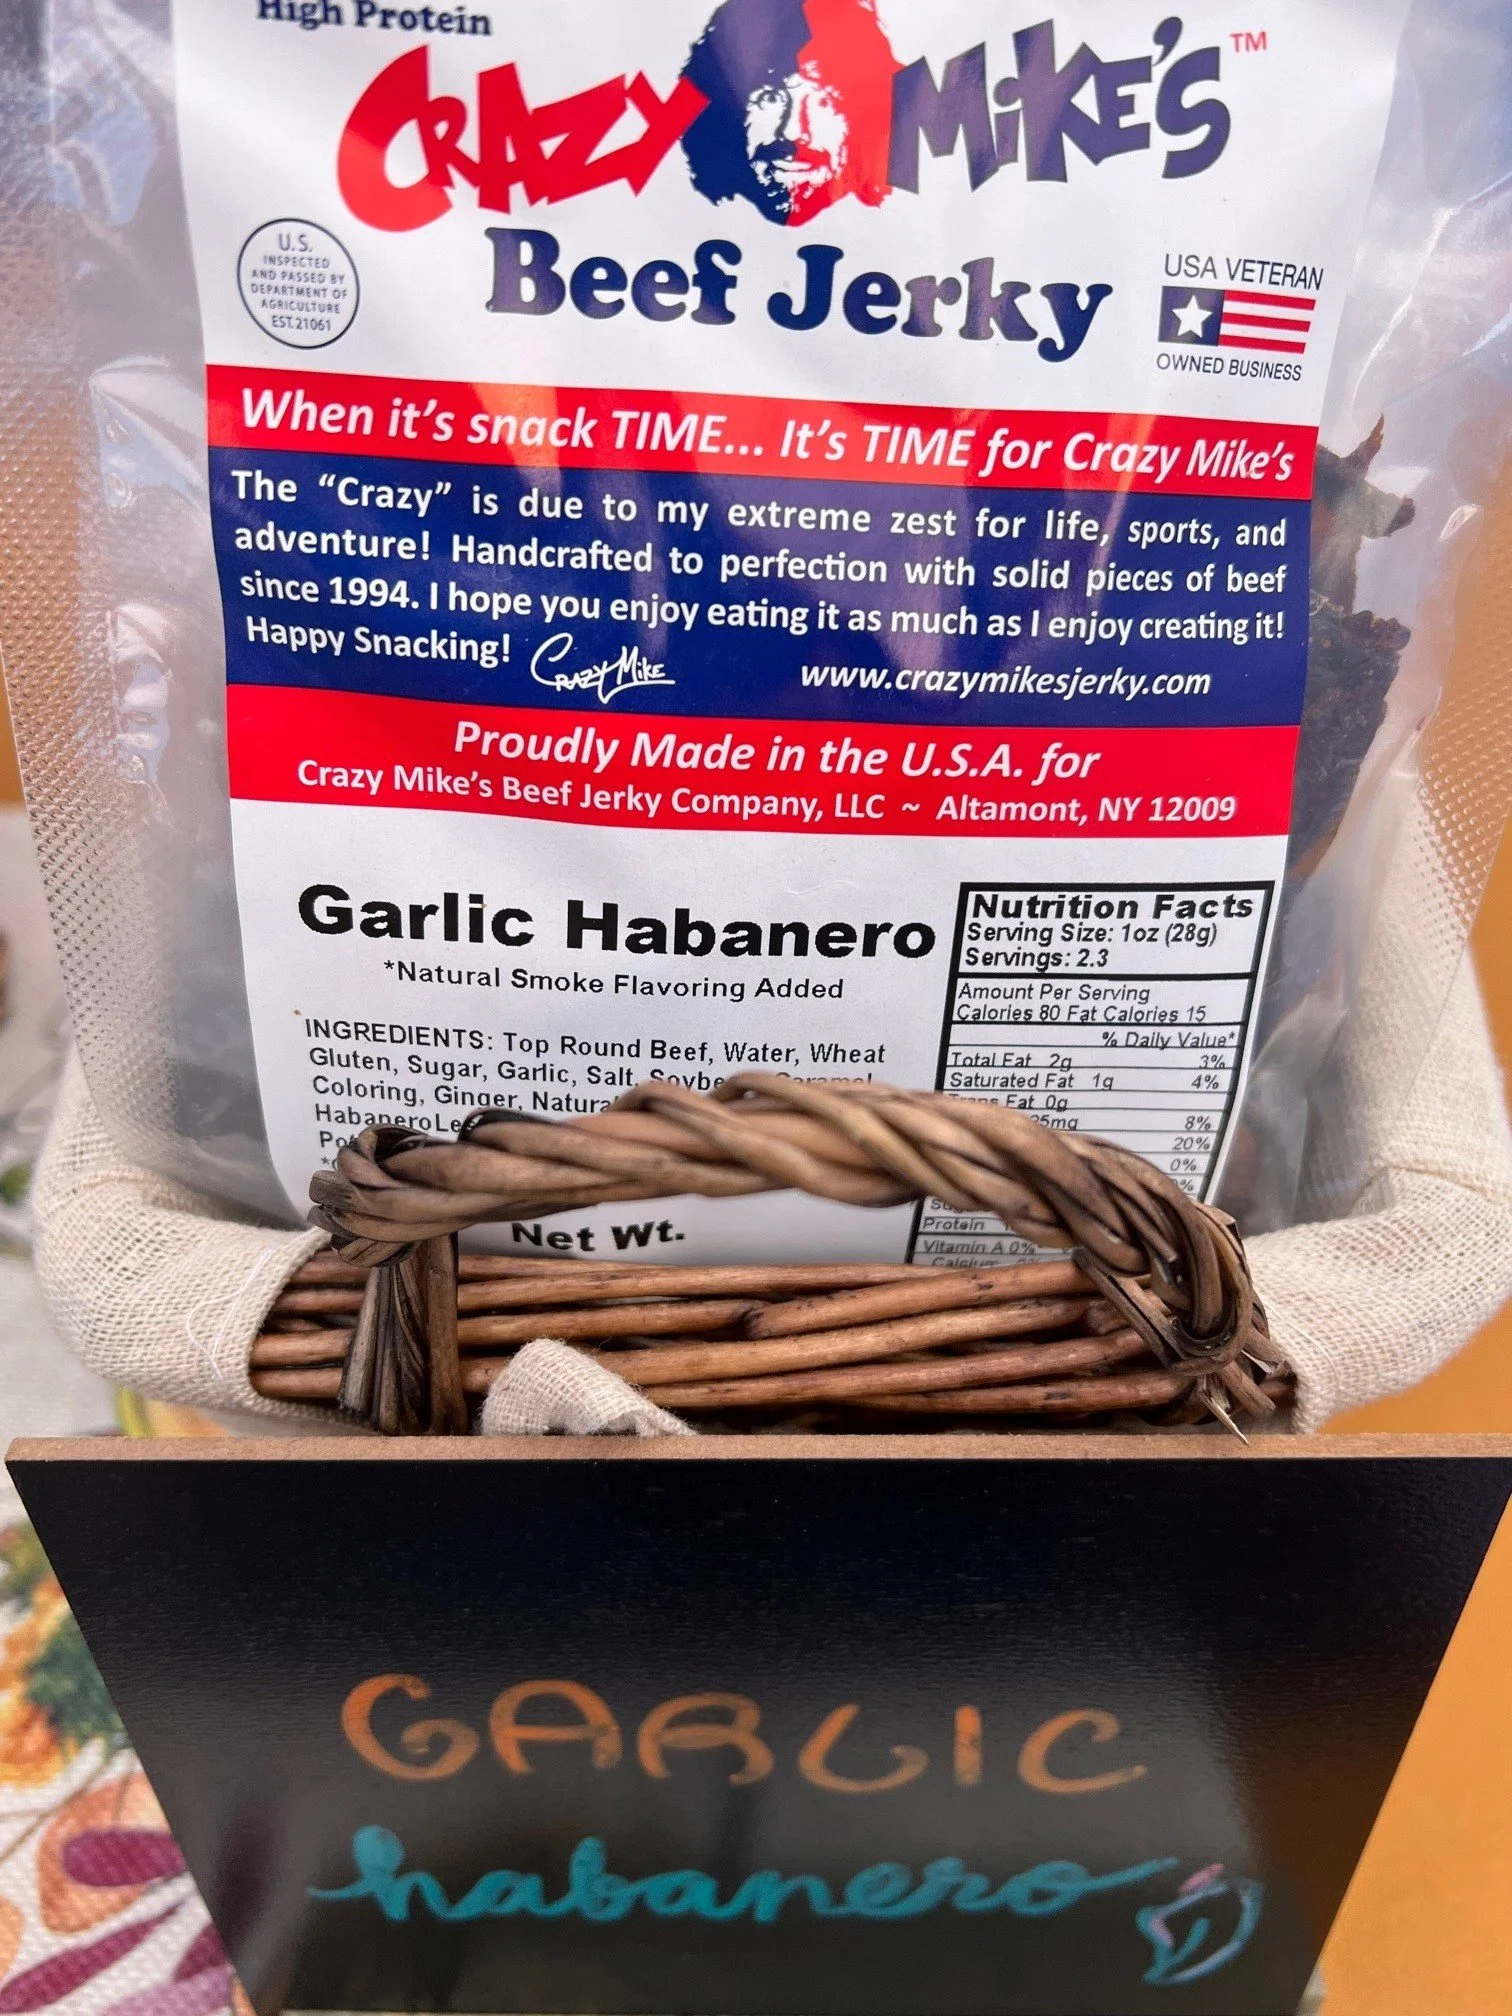 High Protein
CRAZY MiKE'S TM
Beef Jerky
U.S.
INSPECTED
AND PASSED BY
DEPARTMENT OF
AGRICULTURE
EST.21061
USA VETERAN
OWNED BUSINESS
When it's snack TIME... It's TIME for Crazy Mike's
The "Crazy" is due to my extreme zest for life, sports, and
adventure! Handcrafted to perfection with solid pieces of beef
since 1994. I hope you enjoy eating it as much as I enjoy creating it!
Happy Snacking! Crazy Mike www.crazymikesjerky.com
Proudly Made in the U.S.A. for
Crazy Mike's Beef Jerky Company, LLC ~ Altamont, NY 12009
Garlic Habanero
*Natural Smoke Flavoring Added
INGREDIENTS: Top Round Beef, Water, Wheat
Gluten, Sugar, Garlic, Salt,
Coloring, Ginger,
Habanero
Net Wt.
Nutrition Facts
Serving Size: 1oz (28g)
Servings: 2.3
Amount Per Serving
Calories 80 Fat Calories 15
% Daily Value*
Total Fat 2g 3%
Saturated Fat 1g 4%
Fat 0g
8%
20%
0%
Protein
Vitamin A 0%
GARLIC
habanero